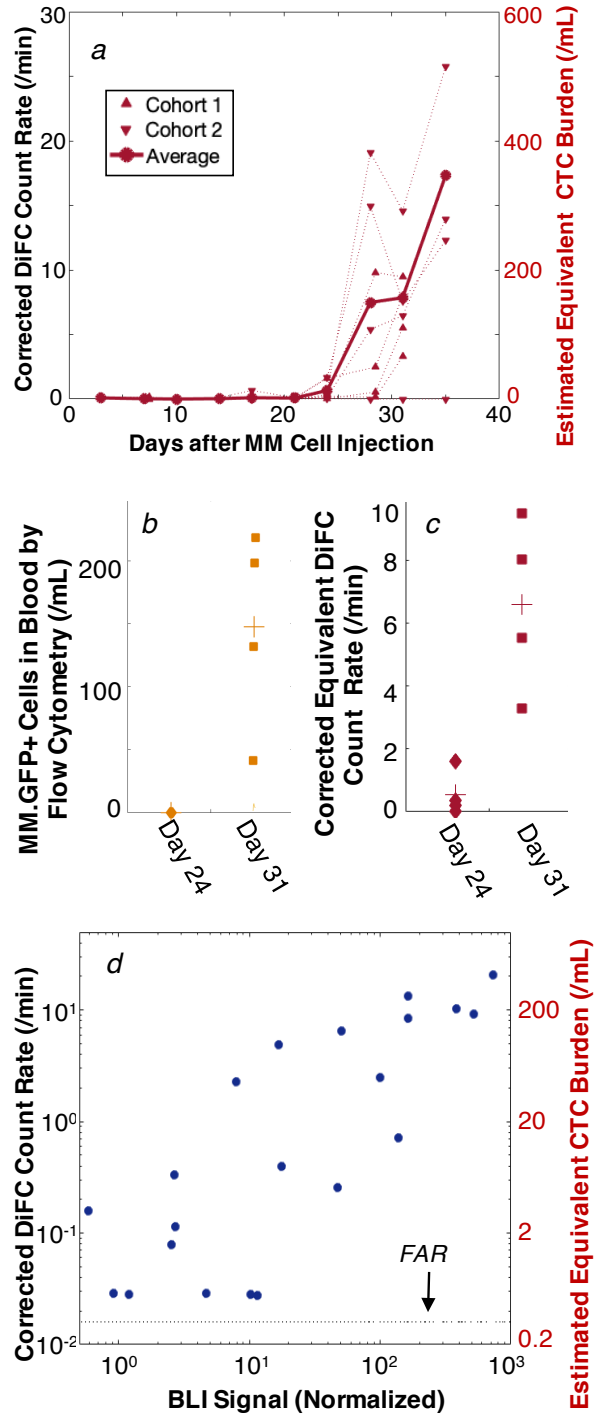 a
Corrected DiFC Count Rate (/min)
30
20
10
0
Cohort 1
Cohort 2
Average
600
400
200
0
Estimated Equivalent CTC Burden (/mL)
0 10 20 30 40
Days after MM Cell Injection
b
MM.GFP+ Cells in Blood by
Flow Cytometry (/mL)
200
100
0
Day 24
Day 31
c
Corrected Equivalent DiFC
Count Rate (/min)
10
8
6
4
2
0
Day 24
Day 31
d
Corrected DiFC Count Rate (/min)
10¹
10⁰
10⁻¹
10⁻²
FAR
200
20
2
0.2
Estimated Equivalent CTC Burden (/mL)
10⁰ 10¹ 10² 10³
BLI Signal (Normalized)